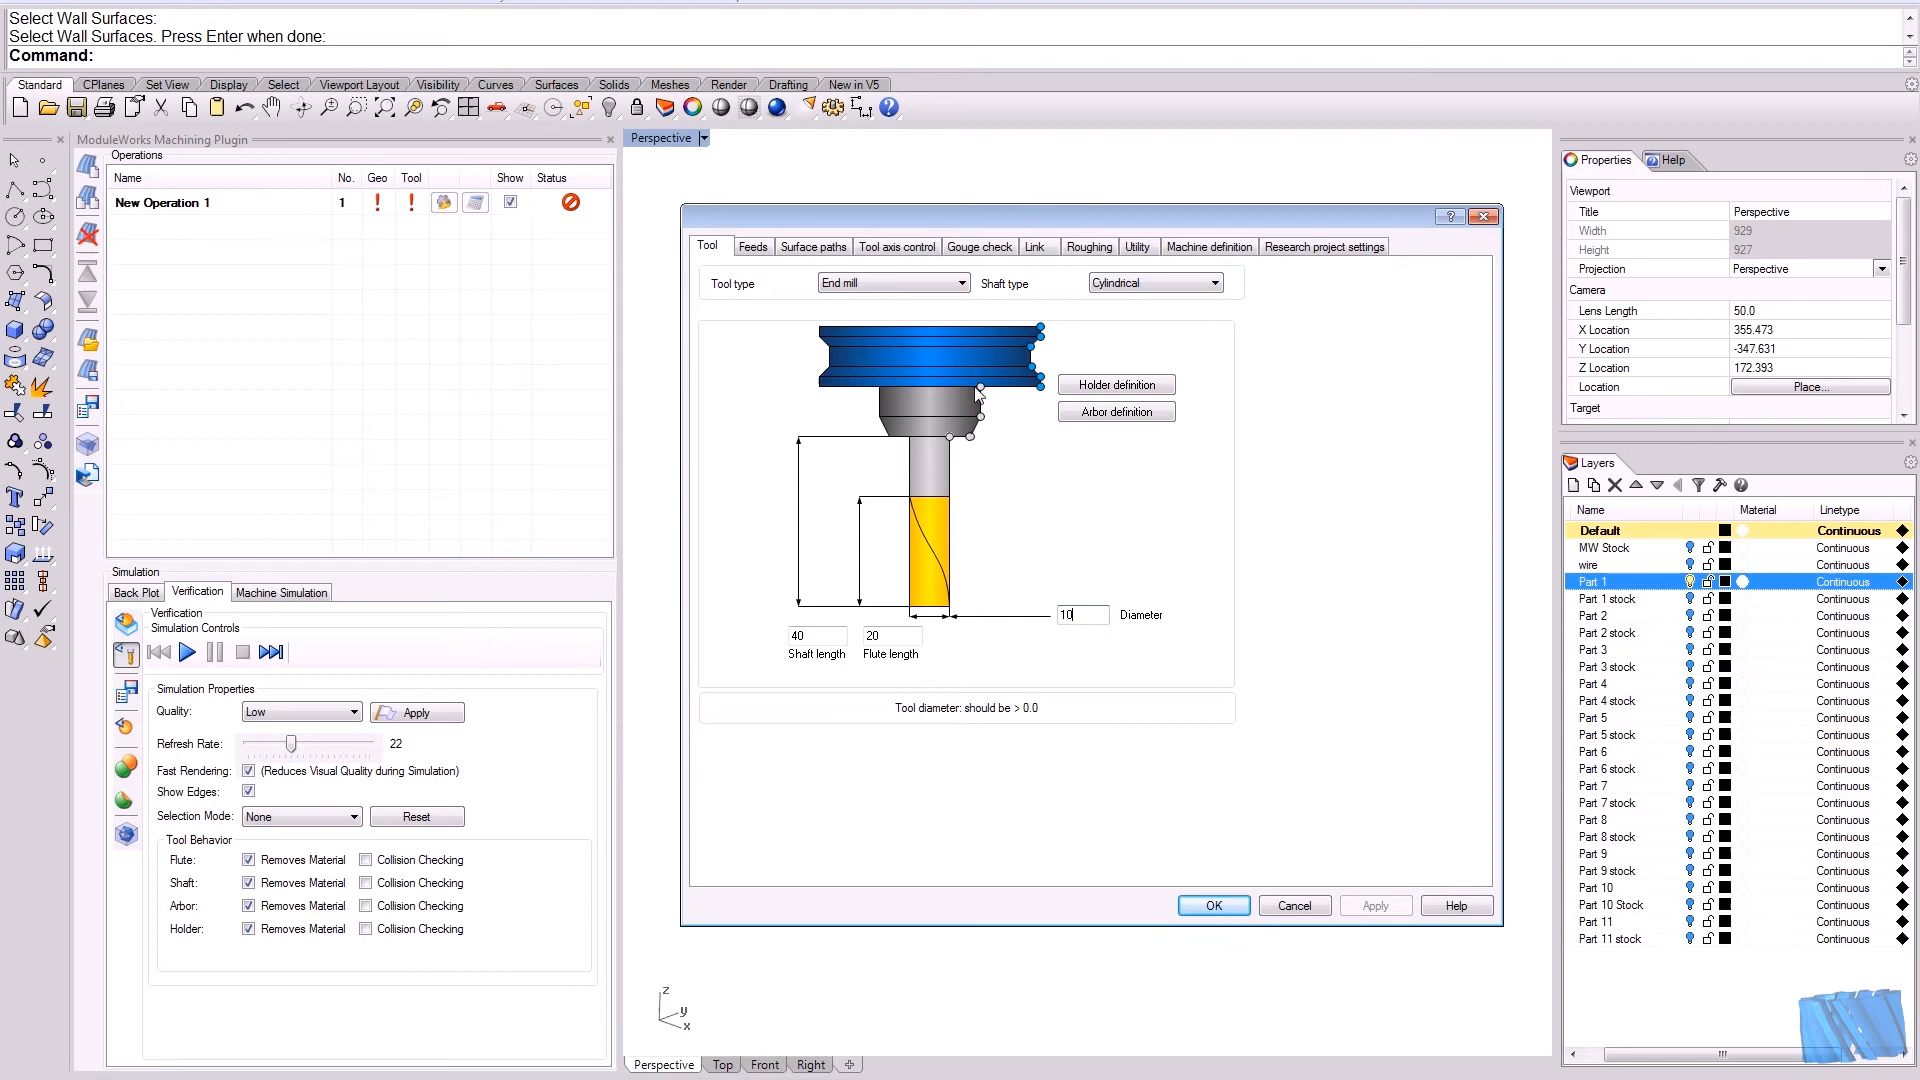 Select Wall Surfaces:
Select Wall Surfaces. Press Enter when done:
Command:
Standard CPlanes Set View Display Select Viewport Layout Visibility Curves Surfaces Solids Meshes Render Drafting New in V5
ModuleWorks Machining Plugin
Operations
Name No. Geo Tool Show Status
New Operation 1 1
Simulation
Back Plot Verification Machine Simulation
Verification
Simulation Controls
Simulation Properties
Quality: Low Apply
Refresh Rate: 22
Fast Rendering: (Reduces Visual Quality during Simulation)
Show Edges:
Selection Mode: None Reset
Tool Behavior
Flute: Removes Material Collision Checking
Shaft: Removes Material Collision Checking
Arbor: Removes Material Collision Checking
Holder: Removes Material Collision Checking
Perspective
Tool Feeds Surface paths Tool axis control Gouge check Link Roughing Utility Machine definition Research project settings
Tool type End mill Shaft type Cylindrical
Holder definition
Arbor definition
10 Diameter
40 20
Shaft length Flute length
Tool diameter: should be > 0.0
OK Cancel Apply Help
z
y
x
Perspective Top Front Right
Properties Help
Viewport
Title Perspective
Width 929
Height 927
Projection Perspective
Camera
Lens Length 50.0
X Location 355.473
Y Location -347.631
Z Location 172.393
Location Place...
Target
Layers
Name Material Linetype
Default Continuous
MW Stock Continuous
wire Continuous
Part 1 Continuous
Part 1 stock Continuous
Part 2 Continuous
Part 2 stock Continuous
Part 3 Continuous
Part 3 stock Continuous
Part 4 Continuous
Part 4 stock Continuous
Part 5 Continuous
Part 5 stock Continuous
Part 6 Continuous
Part 6 stock Continuous
Part 7 Continuous
Part 7 stock Continuous
Part 8 Continuous
Part 8 stock Continuous
Part 9 Continuous
Part 9 stock Continuous
Part 10 Continuous
Part 10 Stock Continuous
Part 11 Continuous
Part 11 stock Continuous